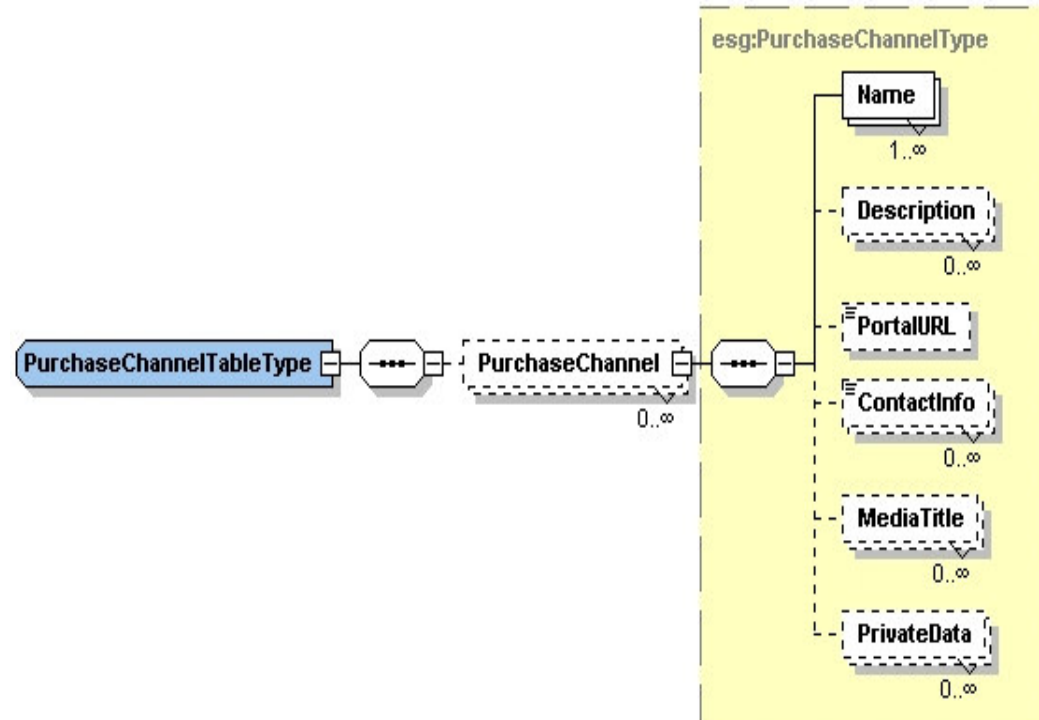 esg:PurchaseChannelType
Name
1..∞
Description
0..∞
PortalURL
PurchaseChannelTableType
PurchaseChannel
0..∞
ContactInfo
0..∞
MediaTitle
0..∞
PrivateData
0..∞